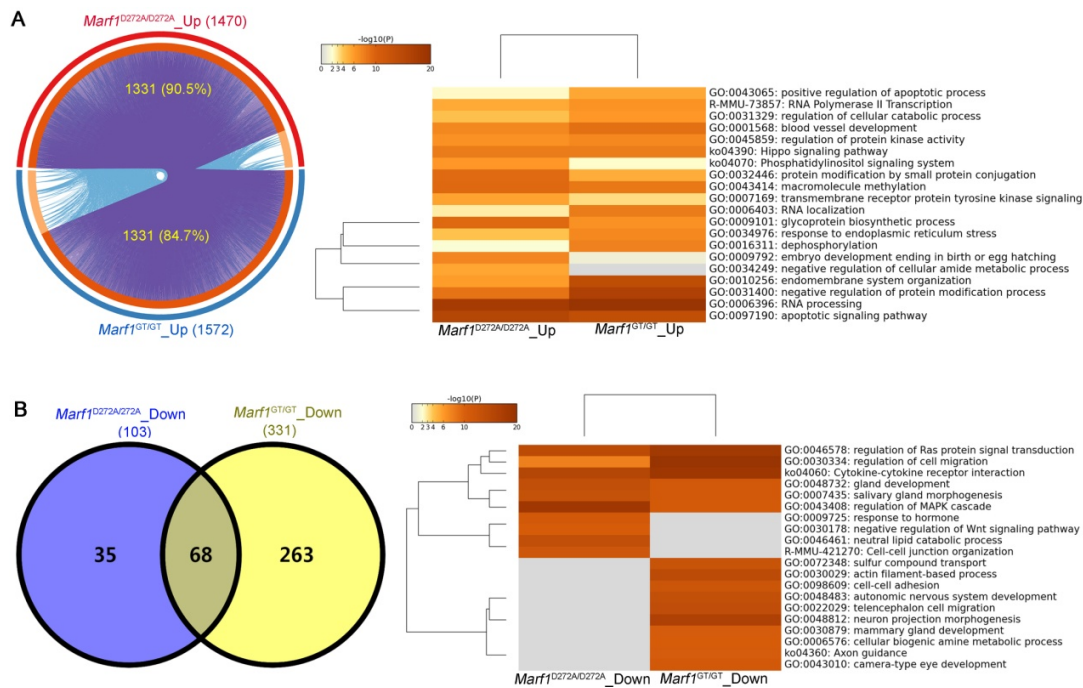 A
Marf1D272A/D272A_Up (1470)
1331 (90.5%)
1331 (84.7%)
Marf1GT/GT_Up (1572)
-log10(P)
0 2 3 4 6 10 20
GO:0043065: positive regulation of apoptotic process
R-MMU-73857: RNA Polymerase II Transcription
GO:0031329: regulation of cellular catabolic process
GO:0001568: blood vessel development
GO:0045859: regulation of protein kinase activity
ko04390: Hippo signaling pathway
ko04070: Phosphatidylinositol signaling system
GO:0032446: protein modification by small protein conjugation
GO:0043414: macromolecule methylation
GO:0007169: transmembrane receptor protein tyrosine kinase signaling
GO:0006403: RNA localization
GO:0009101: glycoprotein biosynthetic process
GO:0034976: response to endoplasmic reticulum stress
GO:0016311: dephosphorylation
GO:0009792: embryo development ending in birth or egg hatching
GO:0034249: negative regulation of cellular amide metabolic process
GO:0010256: endomembrane system organization
GO:0031400: negative regulation of protein modification process
GO:0006396: RNA processing
GO:0097190: apoptotic signaling pathway
Marf1D272A/D272A_Up
Marf1GT/GT_Up
B
Marf1D272A/272A_Down
(103)
Marf1GT/GT_Down
(331)
35
68
263
-log10(P)
0 2 3 4 6 10 20
GO:0046578: regulation of Ras protein signal transduction
GO:0030334: regulation of cell migration
ko04060: Cytokine-cytokine receptor interaction
GO:0048732: gland development
GO:0007435: salivary gland morphogenesis
GO:0043408: regulation of MAPK cascade
GO:0009725: response to hormone
GO:0030178: negative regulation of Wnt signaling pathway
GO:0046461: neutral lipid catabolic process
R-MMU-421270: Cell-cell junction organization
GO:0072348: sulfur compound transport
GO:0030029: actin filament-based process
GO:0098609: cell-cell adhesion
GO:0048483: autonomic nervous system development
GO:0022029: telencephalon cell migration
GO:0048812: neuron projection morphogenesis
GO:0030879: mammary gland development
GO:0006576: cellular biogenic amine metabolic process
ko04360: Axon guidance
GO:0043010: camera-type eye development
Marf1D272A/D272A_Down
Marf1GT/GT_Down